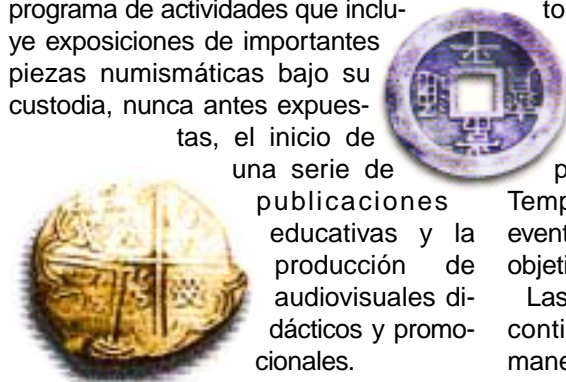 programa de actividades que inclu-
ye exposiciones de importantes
piezas numismáticas bajo su
custodia, nunca antes expues-
tas, el inicio de
una serie de
publicaciones
educativas y la
producción de
audiovisuales di-
dácticos y promo-
cionales.
to
p
Temp
event
objeti
Las
conti
mane